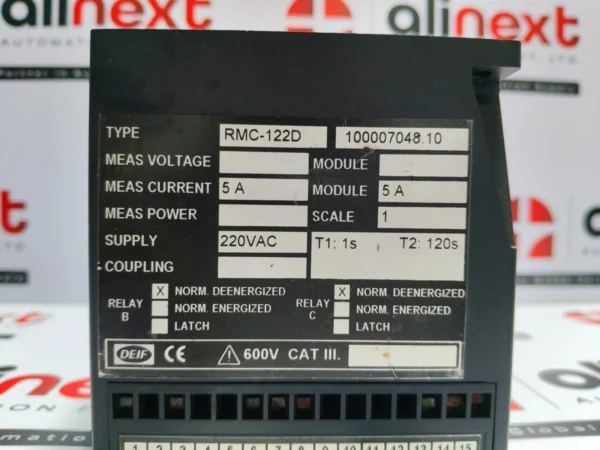 alinext
TYPE RMC-122D 100007048.10
MEAS VOLTAGE MODULE
MEAS CURRENT 5 A MODULE 5 A
MEAS POWER SCALE 1
SUPPLY 220VAC T1: 1s T2: 120s
COUPLING
RELAY B X NORM. DEENERGIZED RELAY C X NORM. DEENERGIZED
NORM. ENERGIZED NORM. ENERGIZED
LATCH LATCH
DEIF CE 600V CAT III.
1 2 3 4 5 6 7 8 9 10 11 12 13 14 15